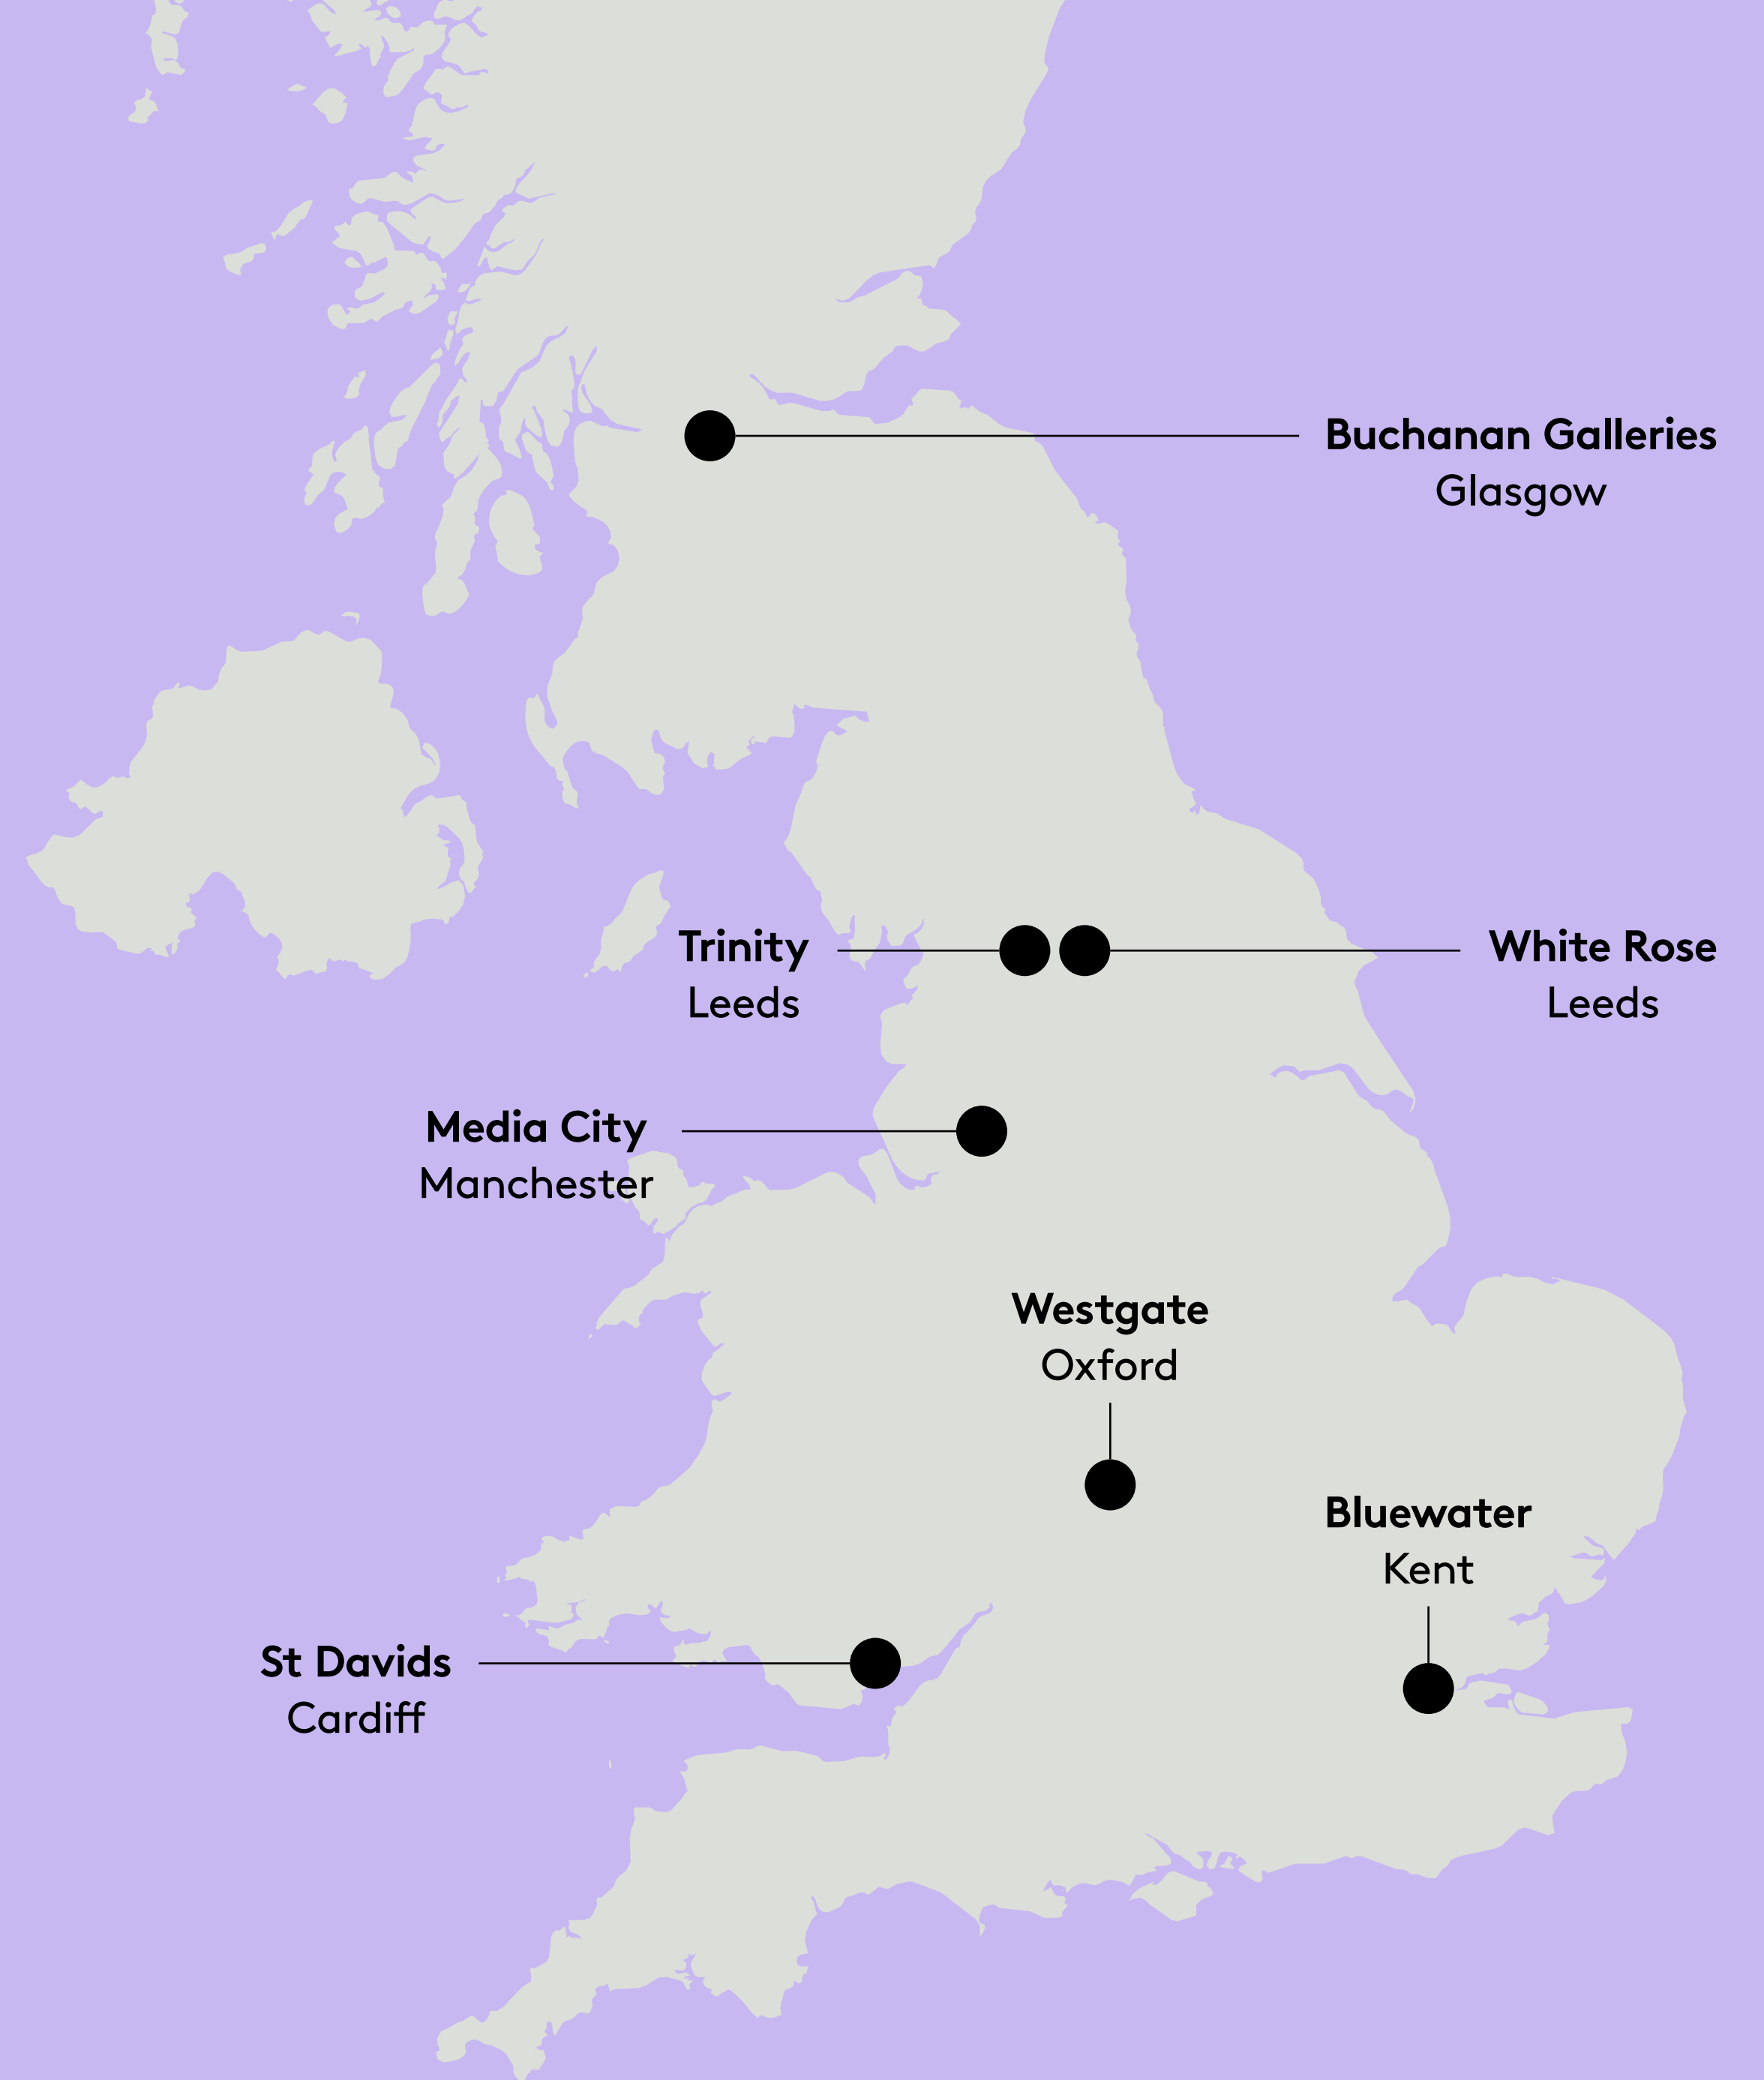 Buchanan Galleries
Glasgow
Trinity
Leeds
White Rose
Leeds
Media City
Manchester
Westgate
Oxford
Bluewater
Kent
St Davids
Cardiff